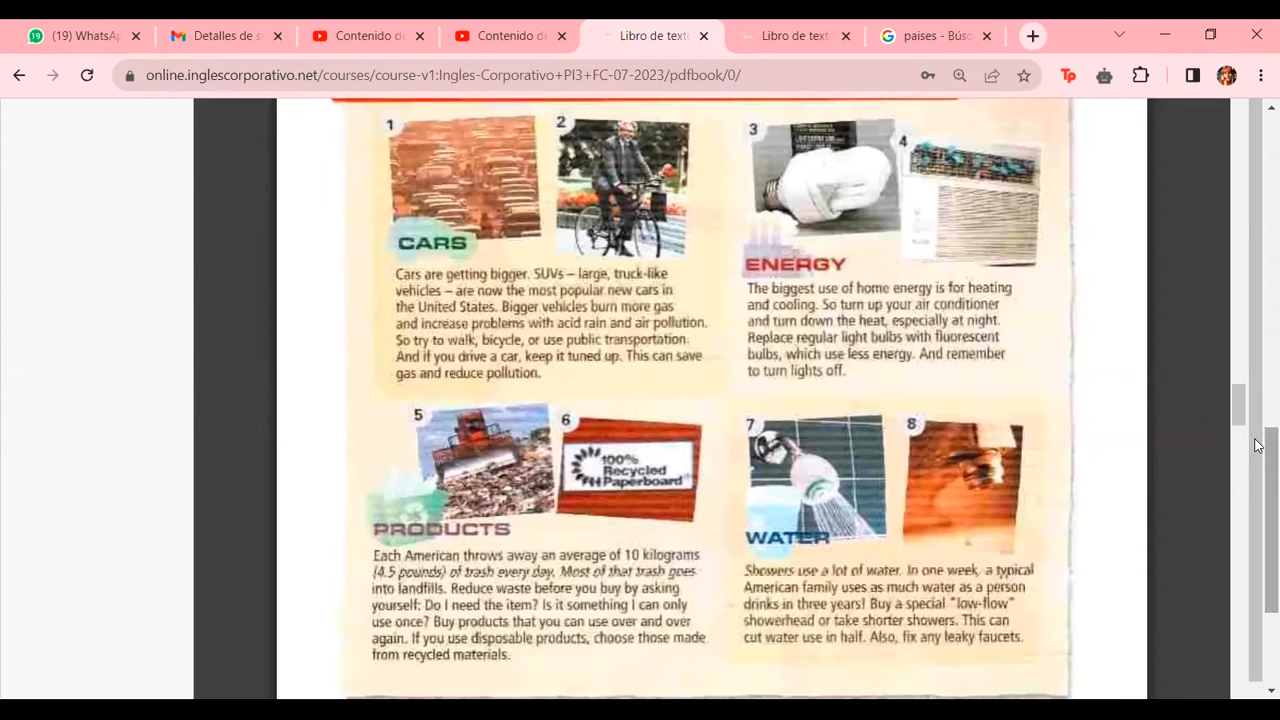 (19) WhatsAp
Detalles de s
Contenido de
Contenido d
Libro de texto
Libro de texto
paises - Búsc
online.inglescorporativo.net/courses/course-v1:Ingles-Corporativo+PI3+FC-07-2023/pdfbook/0/
1
2
CARS
Cars are getting bigger. SUVs – large, truck-like
vehicles – are now the most popular new cars in
the United States. Bigger vehicles burn more gas
and increase problems with acid rain and air pollution.
So try to walk, bicycle, or use public transportation.
And if you drive a car, keep it tuned up. This can save
gas and reduce pollution.
3
4
ENERGY
The biggest use of home energy is for heating
and cooling. So turn up your air conditioner
and turn down the heat, especially at night.
Replace regular light bulbs with fluorescent
bulbs, which use less energy. And remember
to turn lights off.
5
6
100%
Recycled
Paperboard
PRODUCTS
Each American throws away an average of 10 kilograms
(4.5 pounds) of trash every day. Most of that trash goes
into landfills. Reduce waste before you buy by asking
yourself: Do I need the item? Is it something I can only
use once? Buy products that you can use over and over
again. If you use disposable products, choose those made
from recycled materials.
7
8
WATER
Showers use a lot of water. In one week, a typical
American family uses as much water as a person
drinks in three years! Buy a special "low-flow"
showerhead or take shorter showers. This can
cut water use in half. Also, fix any leaky faucets.